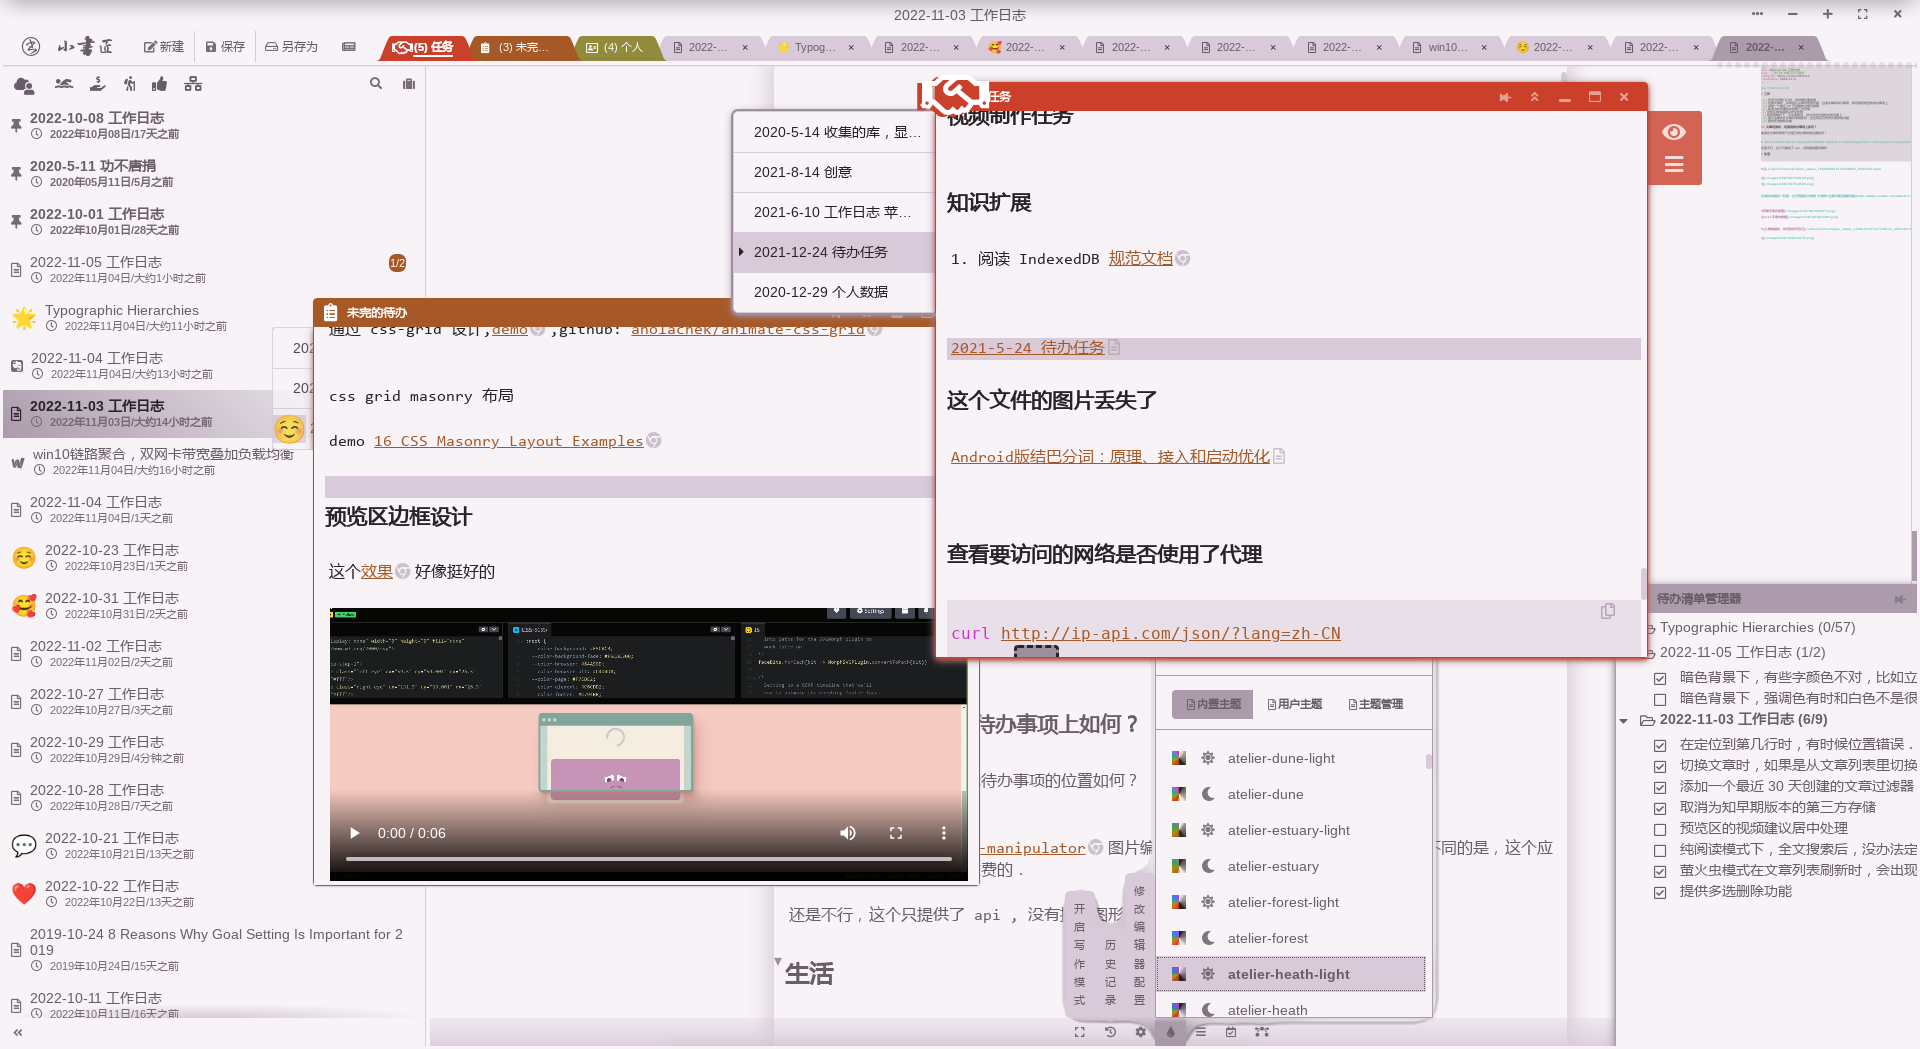 2022-11-03 工作日志
小书匠
新建
保存
另存为
(5) 任务
(3) 未完...
(4) 个人
2022-...
Typog...
2022-...
2022-...
2022-...
2022-...
2022-...
win10...
2022-...
2022-...
2022-...
2022-10-08 工作日志
2022年10月08日/17天之前
2020-5-11 功不唐捐
2020年05月11日/5月之前
2022-10-01 工作日志
2022年10月01日/28天之前
2022-11-05 工作日志
2022年11月04日/大约1小时之前
1/2
Typographic Hierarchies
2022年11月04日/大约11小时之前
2022-11-04 工作日志
2022年11月04日/大约13小时之前
2022-11-03 工作日志
2022年11月03日/大约14小时之前
win10链路聚合，双网卡带宽叠加负载均衡
2022年11月04日/大约16小时之前
2022-11-04 工作日志
2022年11月04日/1天之前
2022-10-23 工作日志
2022年10月23日/1天之前
2022-10-31 工作日志
2022年10月31日/2天之前
2022-11-02 工作日志
2022年11月02日/2天之前
2022-10-27 工作日志
2022年10月27日/3天之前
2022-10-29 工作日志
2022年10月29日/4分钟之前
2022-10-28 工作日志
2022年10月28日/7天之前
2022-10-21 工作日志
2022年10月21日/13天之前
2022-10-22 工作日志
2022年10月22日/13天之前
2019-10-24 8 Reasons Why Goal Setting Is Important for 2
019
2019年10月24日/15天之前
2022-10-11 工作日志
2022年10月11日/16天之前
202
202
2020-5-14 收集的库，显...
2021-8-14 创意
2021-6-10 工作日志 苹...
2021-12-24 待办任务
2020-12-29 个人数据
未完的待办
通过 css-grid 设计,demo ,github: aholachek/animate-css-grid
css grid masonry 布局
demo 16 CSS Masonry Layout Examples
预览区边框设计
这个效果 好像挺好的
Settings
CSS
JS
0:00 / 0:06
任务
视频制作任务
知识扩展
1. 阅读 IndexedDB 规范文档
2021-5-24 待办任务
这个文件的图片丢失了
Android版结巴分词：原理、接入和启动优化
查看要访问的网络是否使用了代理
curl http://ip-api.com/json/?lang=zh-CN
待办事项上如何？
待办事项的位置如何？
-manipulator 图片编
不同的是，这个应
费的．
还是不行，这个只提供了 api ，没有提
图形
生活
开启写作模式
历史记录
修改编辑器配置
内置主题
用户主题
主题管理
atelier-dune-light
atelier-dune
atelier-estuary-light
atelier-estuary
atelier-forest-light
atelier-forest
atelier-heath-light
atelier-heath
待办清单管理器
Typographic Hierarchies (0/57)
2022-11-05 工作日志 (1/2)
暗色背景下，有些字颜色不对，比如立
暗色背景下，强调色有时和白色不是很
2022-11-03 工作日志 (6/9)
在定位到第几行时，有时候位置错误．
切换文章时，如果是从文章列表里切换
添加一个最近 30 天创建的文章过滤器
取消为知早期版本的第三方存储
预览区的视频建议居中处理
纯阅读模式下，全文搜索后，没办法定
萤火虫模式在文章列表刷新时，会出现
提供多选删除功能